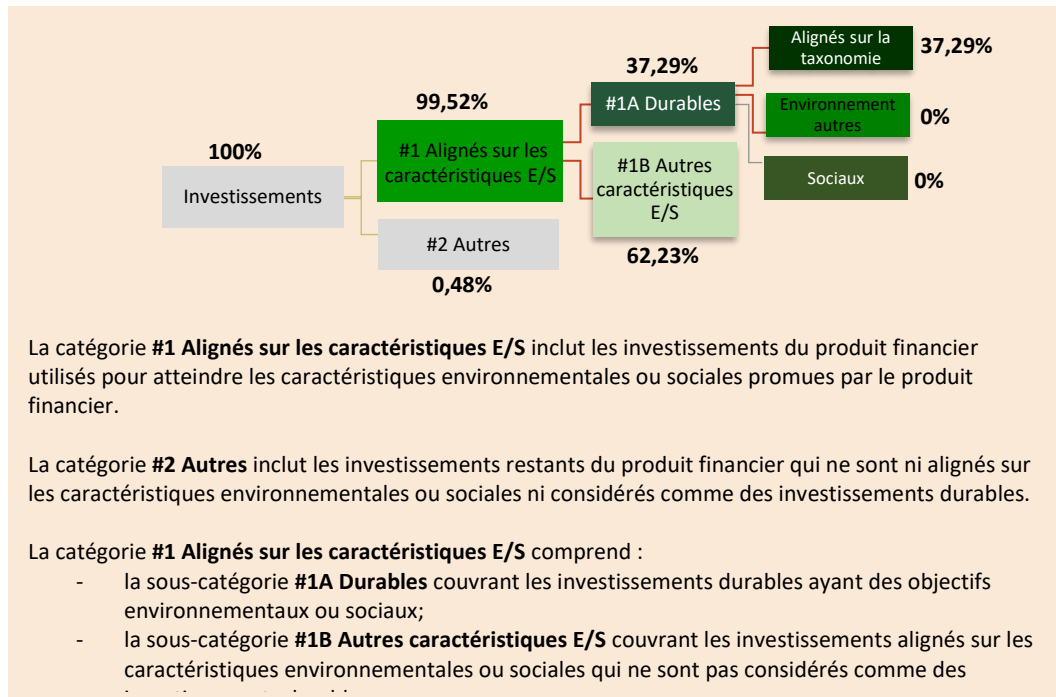 Alignés sur la
taxonomie
37,29%
37,29%
#1A Durables
99,52%
Environnement
autres
0%
100%
#1 Alignés sur les
caractéristiques E/S
#1B Autres
caractéristiques
E/S
Sociaux
0%
Investissements
#2 Autres
62,23%
0,48%
La catégorie #1 Alignés sur les caractéristiques E/S inclut les investissements du produit financier
utilisés pour atteindre les caractéristiques environnementales ou sociales promues par le produit
financier.
La catégorie #2 Autres inclut les investissements restants du produit financier qui ne sont ni alignés sur
les caractéristiques environnementales ou sociales ni considérés comme des investissements durables.
La catégorie #1 Alignés sur les caractéristiques E/S comprend :
- la sous-catégorie #1A Durables couvrant les investissements durables ayant des objectifs
environnementaux ou sociaux;
- la sous-catégorie #1B Autres caractéristiques E/S couvrant les investissements alignés sur les
caractéristiques environnementales ou sociales qui ne sont pas considérés comme des